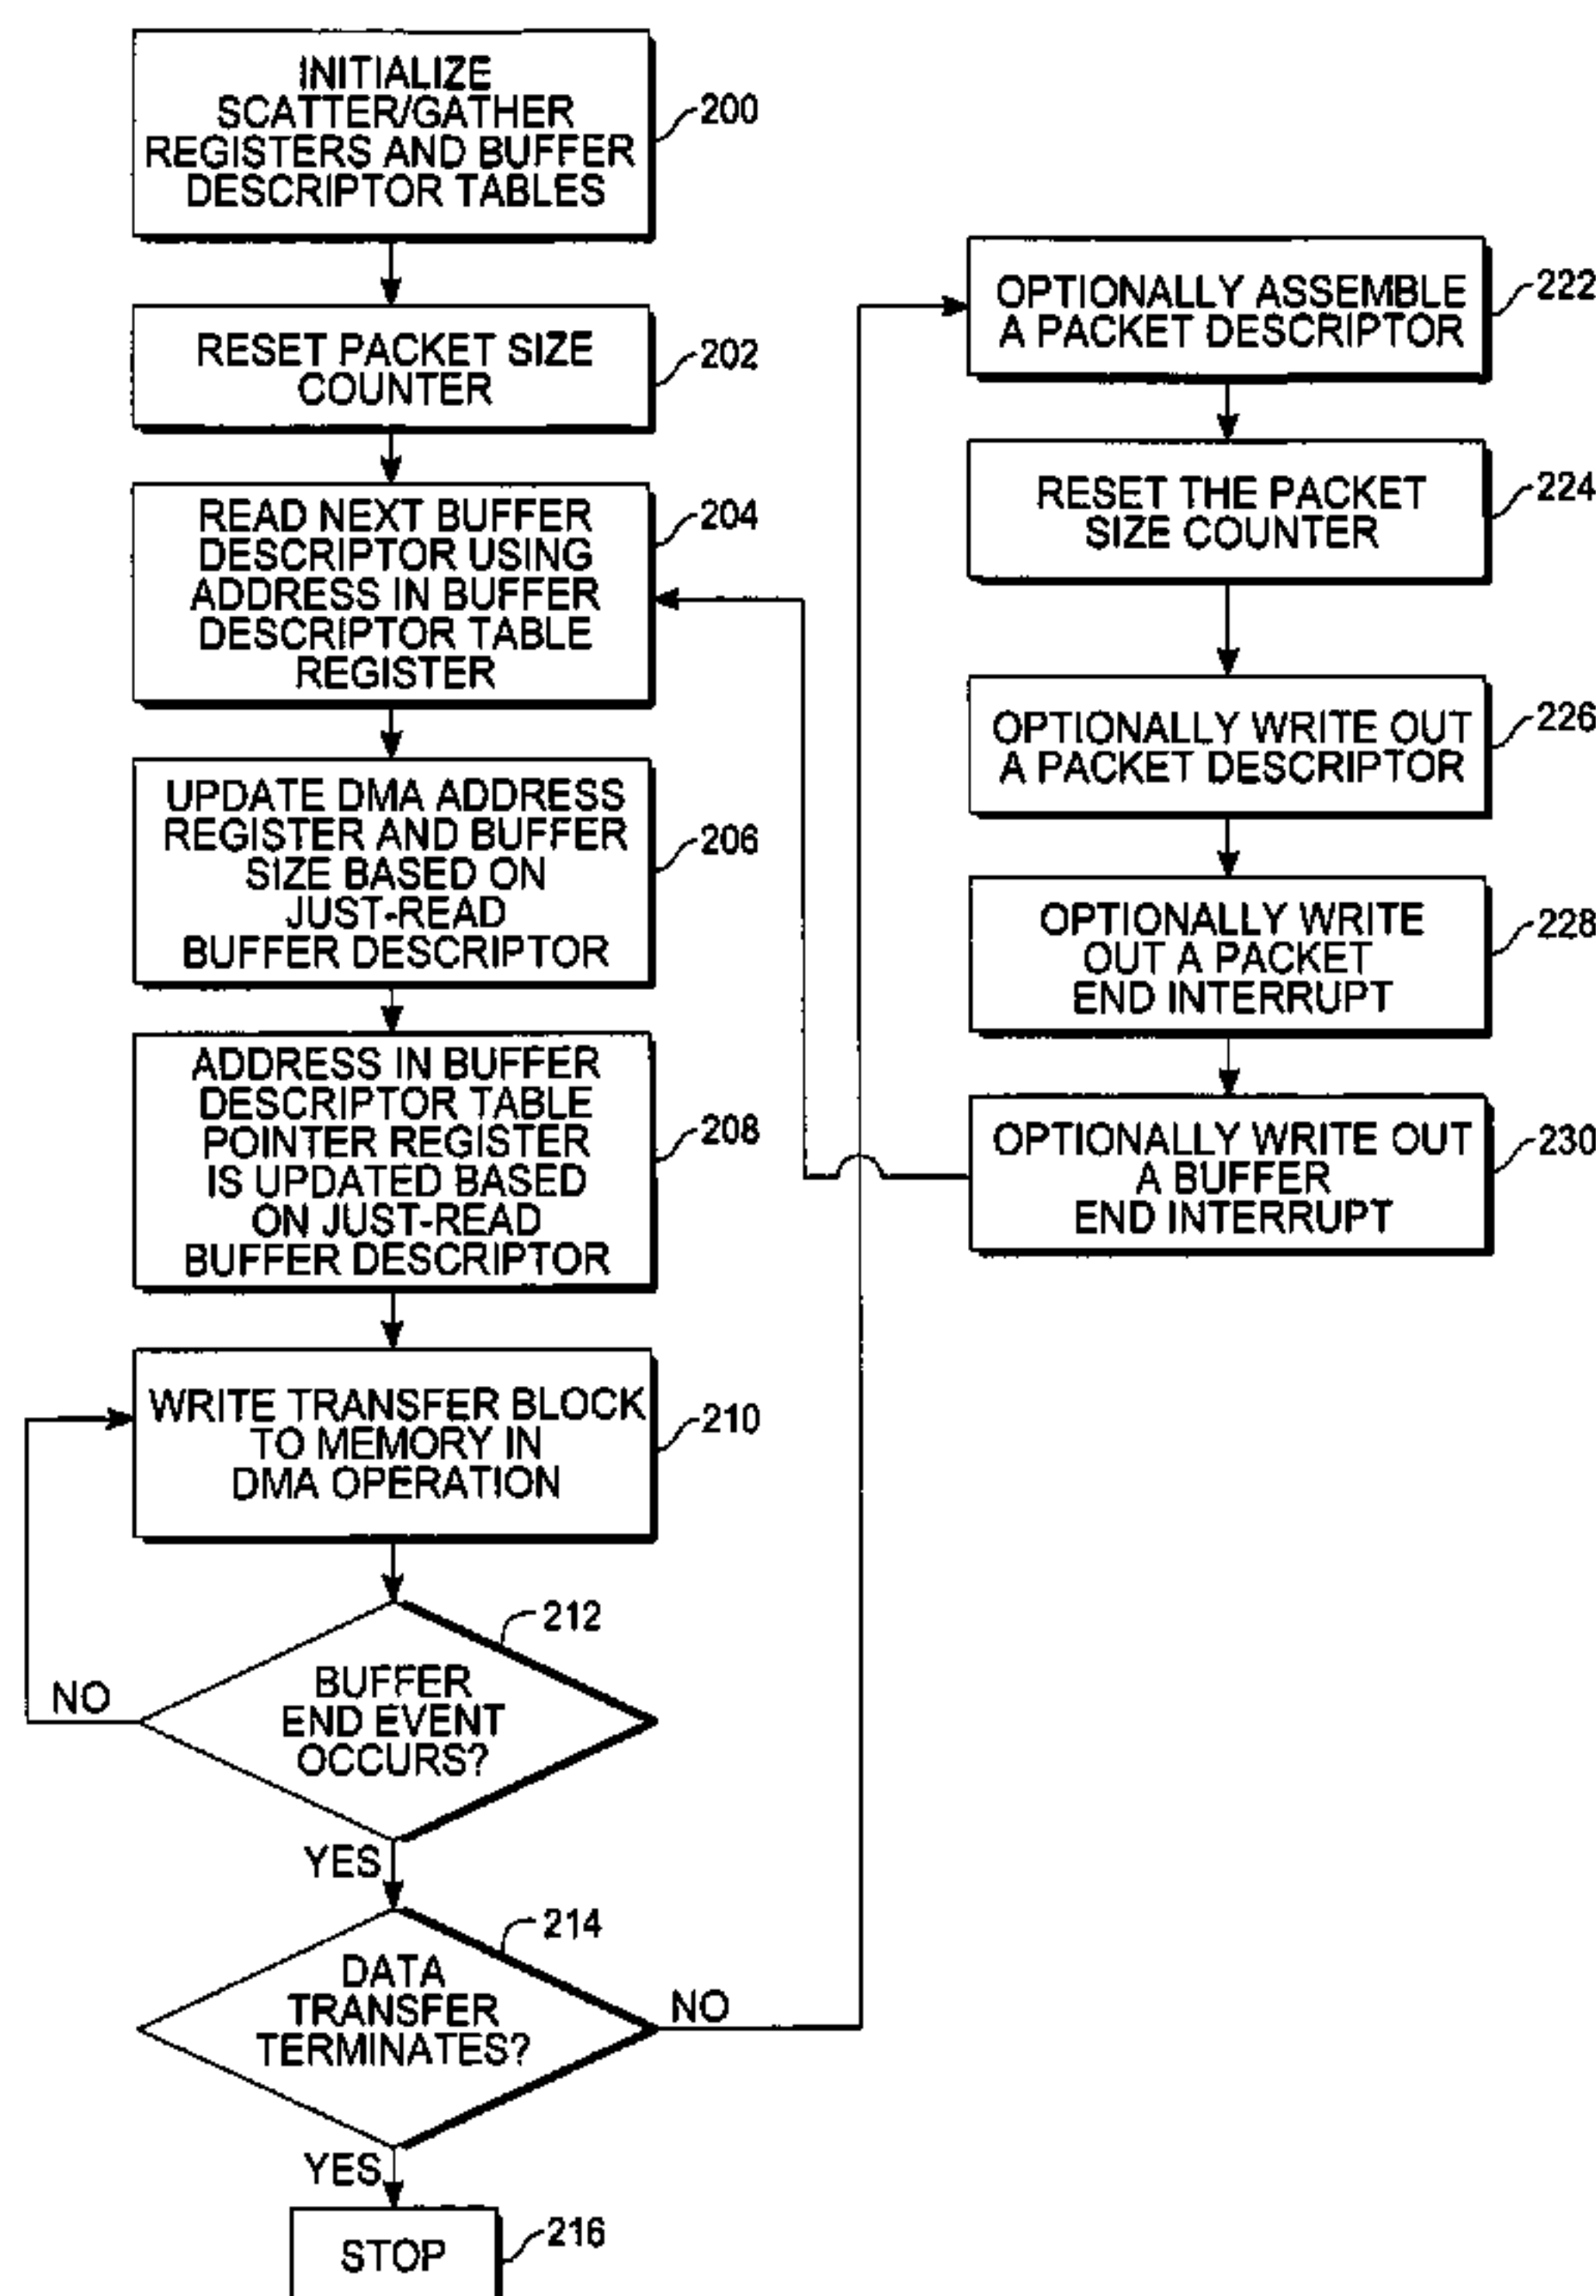 INITIALIZE
SCATTER/GATHER
REGISTERS AND BUFFER
DESCRIPTOR TABLES
200
RESET PACKET SIZE
COUNTER
202
READ NEXT BUFFER
DESCRIPTOR USING
ADDRESS IN BUFFER
DESCRIPTOR TABLE
REGISTER
204
UPDATE DMA ADDRESS
REGISTER AND BUFFER
SIZE BASED ON
JUST-READ
BUFFER DESCRIPTOR
206
ADDRESS IN BUFFER
DESCRIPTOR TABLE
POINTER REGISTER
IS UPDATED BASED
ON JUST-READ
BUFFER DESCRIPTOR
208
WRITE TRANSFER BLOCK
TO MEMORY IN
DMA OPERATION
210
212
BUFFER
END EVENT
OCCURS?
NO
YES
214
DATA
TRANSFER
TERMINATES?
NO
YES
STOP
216
OPTIONALLY ASSEMBLE
A PACKET DESCRIPTOR
222
RESET THE PACKET
SIZE COUNTER
224
OPTIONALLY WRITE OUT
A PACKET DESCRIPTOR
226
OPTIONALLY WRITE
OUT A PACKET
END INTERRUPT
228
OPTIONALLY WRITE OUT
A BUFFER
END INTERRUPT
230